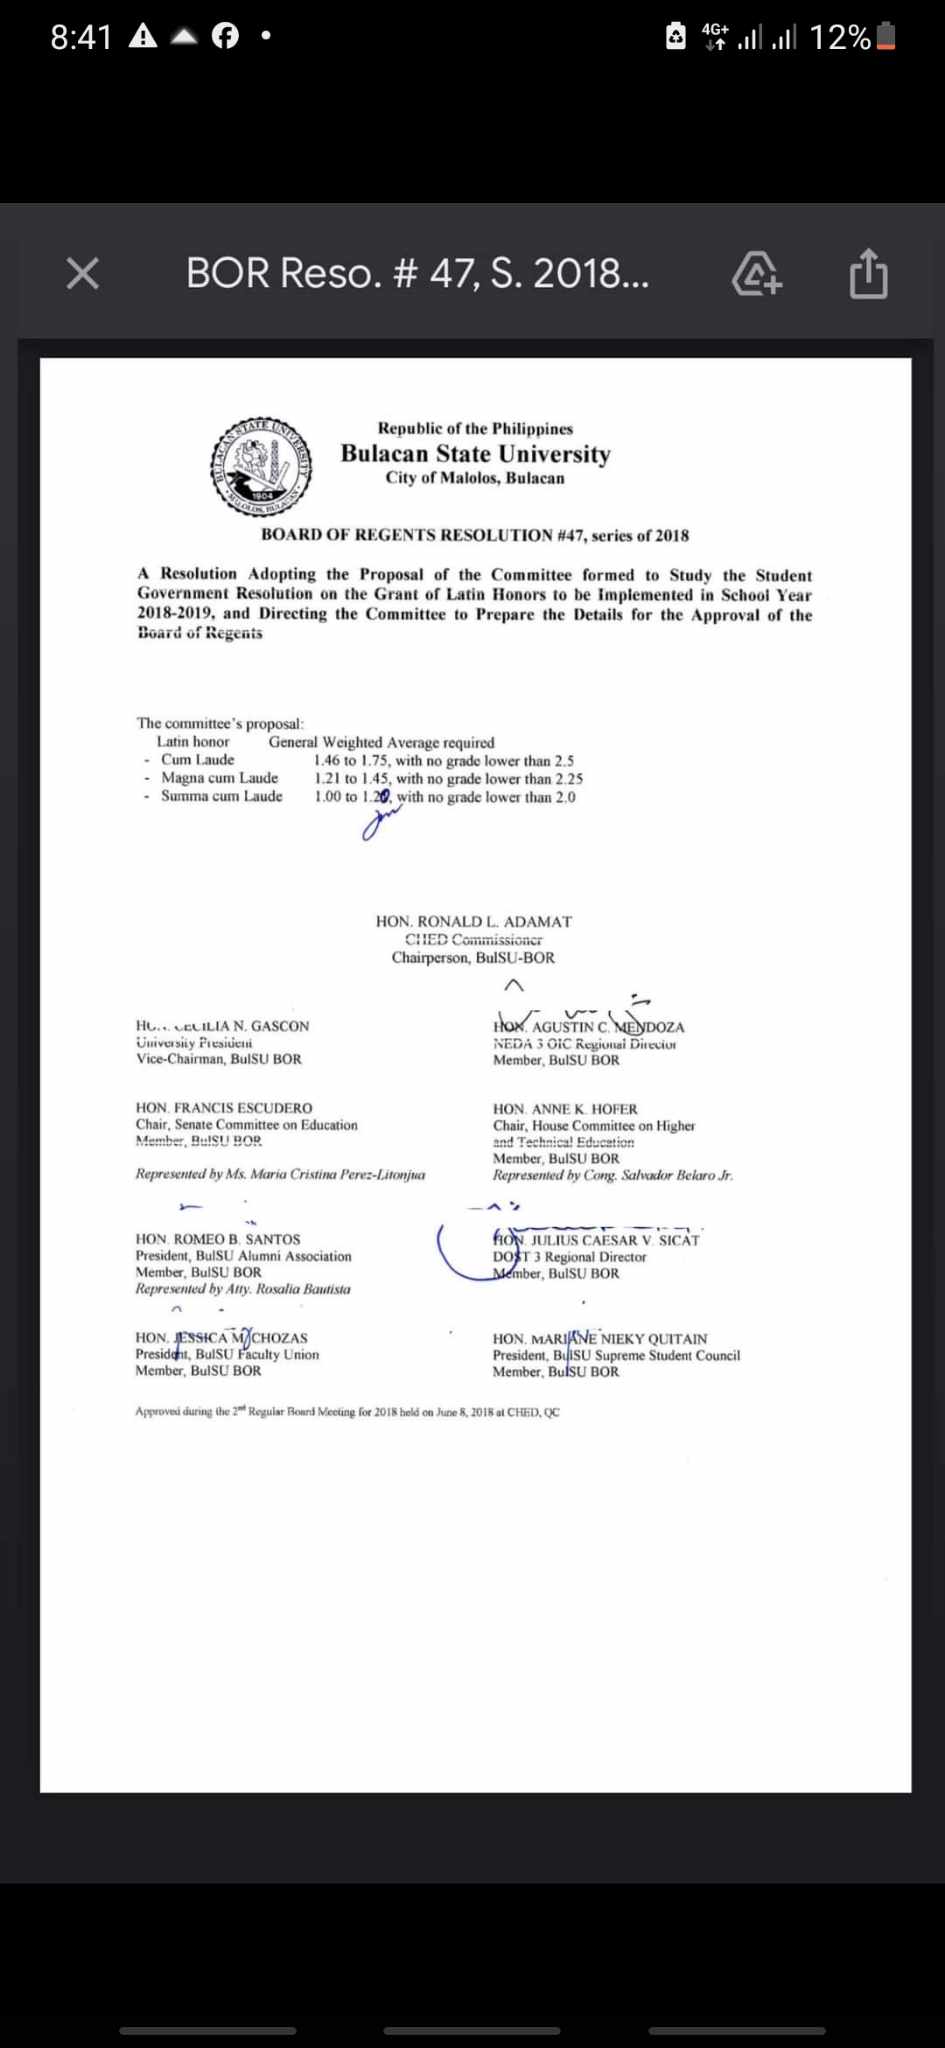 8:41
4G+
12%
BOR Reso. # 47, S. 2018...
BULACAN STATE UNIVERSITY
1904
MALOLOS, BULACAN
Republic of the Philippines
Bulacan State University
City of Malolos, Bulacan
BOARD OF REGENTS RESOLUTION #47, series of 2018
A Resolution Adopting the Proposal of the Committee formed to Study the Student
Government Resolution on the Grant of Latin Honors to be Implemented in School Year
2018-2019, and Directing the Committee to Prepare the Details for the Approval of the
Board of Regents
The committee's proposal:
Latin honor General Weighted Average required
- Cum Laude 1.46 to 1.75, with no grade lower than 2.5
- Magna cum Laude 1.21 to 1.45, with no grade lower than 2.25
- Summa cum Laude 1.00 to 1.20, with no grade lower than 2.0
HON. RONALD L. ADAMAT
CHED Commissioner
Chairperson, BulSU-BOR
CECILIA N. GASCON
University President
Vice-Chairman, BulSU BOR
HON. AGUSTIN C. MENDOZA
NEDA 3 OIC Regional Director
Member, BulSU BOR
HON. FRANCIS ESCUDERO
Chair, Senate Committee on Education
Member, BulSU BOR
Represented by Ms. Maria Cristina Perez-Litonjua
HON. ANNE K. HOFER
Chair, House Committee on Higher
and Technical Education
Member, BulSU BOR
Represented by Cong. Salvador Belaro Jr.
HON. ROMEO B. SANTOS
President, BulSU Alumni Association
Member, BulSU BOR
Represented by Atty. Rosalia Bautista
HON. JULIUS CAESAR V. SICAT
DOST 3 Regional Director
Member, BulSU BOR
HON. JESSICA M. CHOZAS
President, BulSU Faculty Union
Member, BulSU BOR
HON. MARIANE NIEKY QUITAIN
President, BulSU Supreme Student Council
Member, BulSU BOR
Approved during the 2nd Regular Board Meeting for 2018 held on June 8, 2018 at CHED, QC